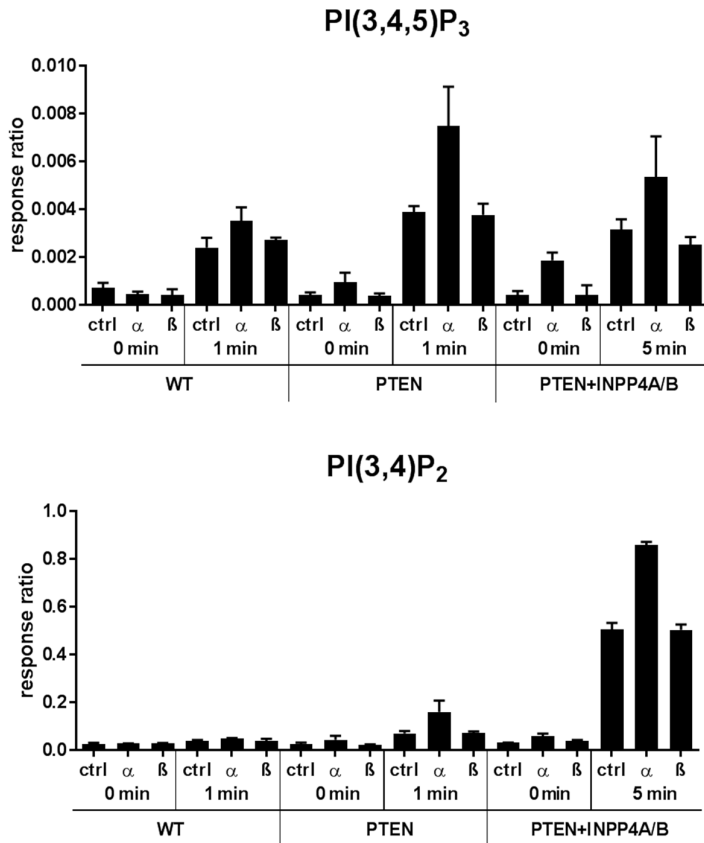 PI(3,4,5)P3
response ratio
0.010
0.008
0.006
0.004
0.002
0.000
ctrl α ß ctrl α ß ctrl α ß ctrl α ß ctrl α ß ctrl α ß
0 min 1 min 0 min 1 min 0 min 5 min
WT PTEN PTEN+INPP4A/B
PI(3,4)P2
response ratio
1.0
0.8
0.6
0.4
0.2
0.0
ctrl α ß ctrl α ß ctrl α ß ctrl α ß ctrl α ß ctrl α ß
0 min 1 min 0 min 1 min 0 min 5 min
WT PTEN PTEN+INPP4A/B